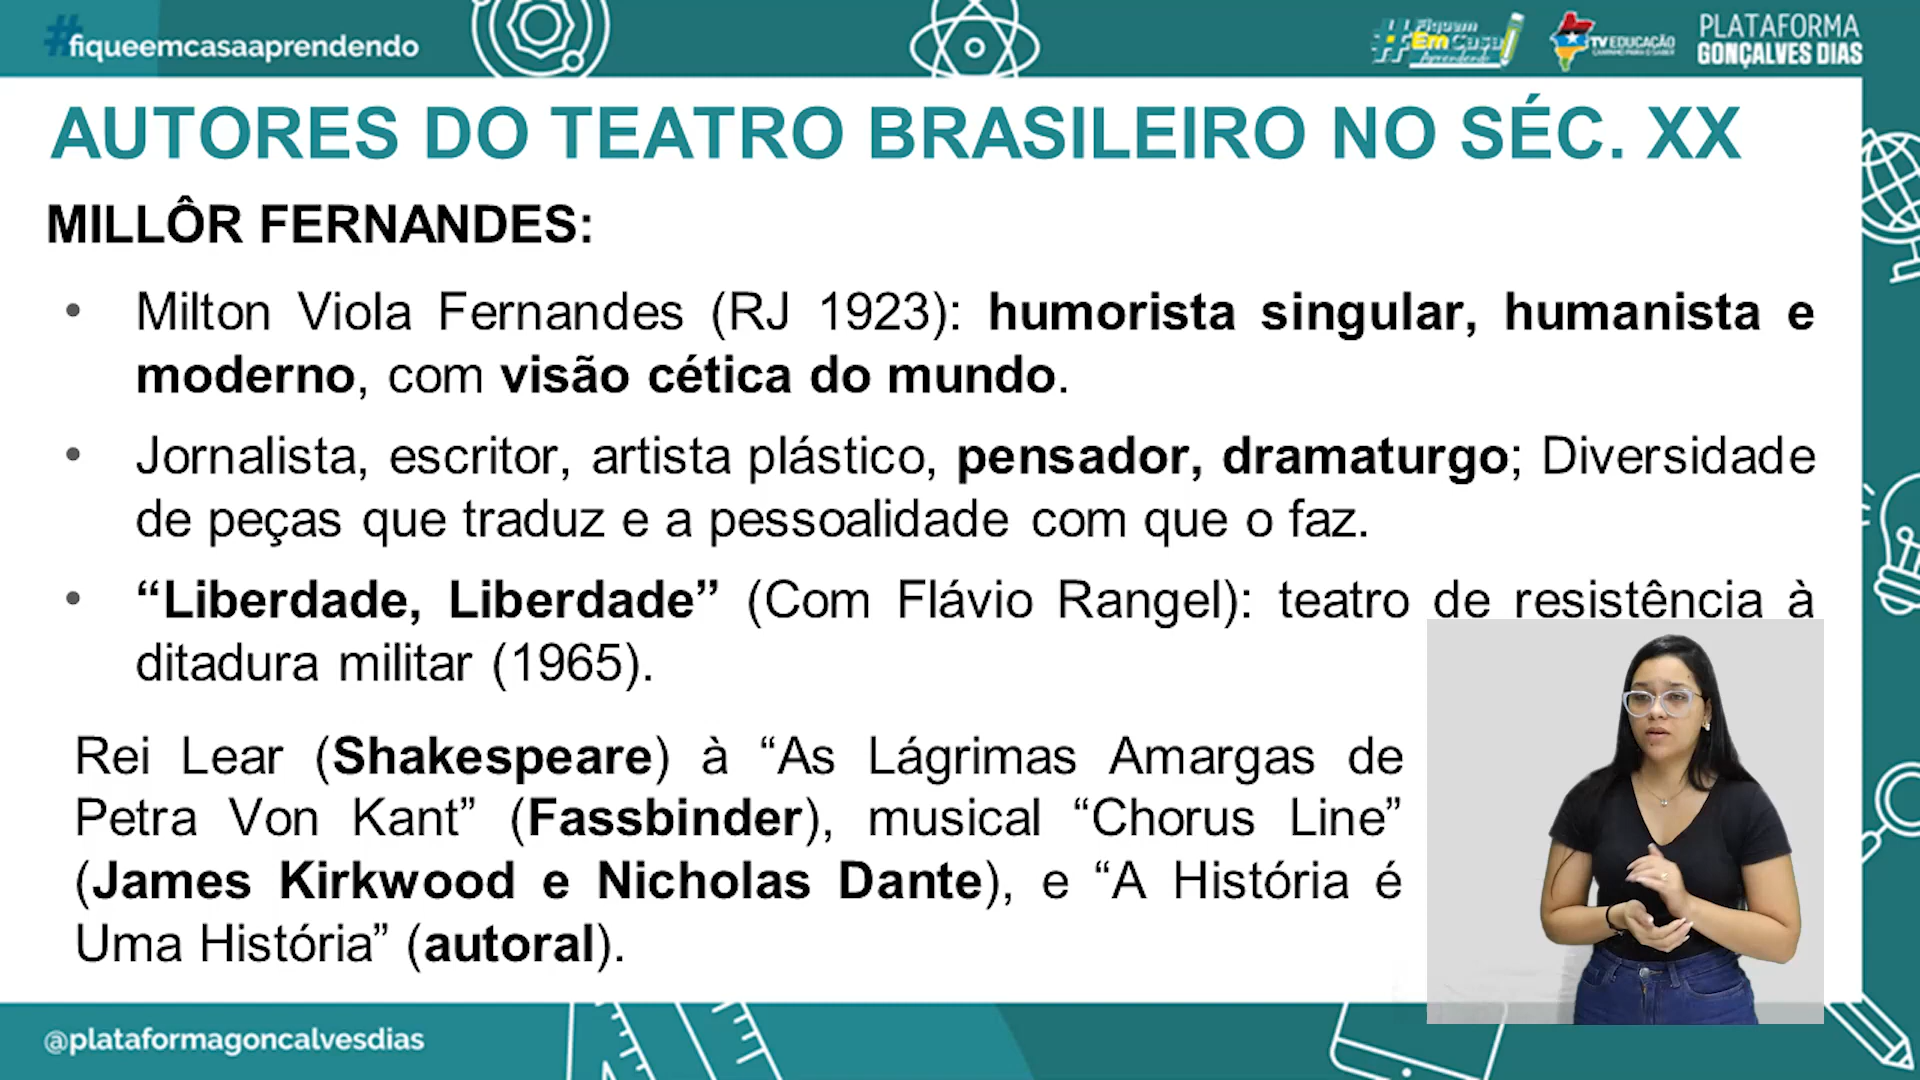 #fiqueemcasaaprendendo
#Fiquem
Em Casa
Aprendendo
TV EDUCAÇÃO
PLATAFORMA
GONÇALVES DIAS
AUTORES DO TEATRO BRASILEIRO NO SÉC. XX
MILLÔR FERNANDES:
• Milton Viola Fernandes (RJ 1923): humorista singular, humanista e
moderno, com visão cética do mundo.
• Jornalista, escritor, artista plástico, pensador, dramaturgo; Diversidade
de peças que traduz e a pessoalidade com que o faz.
• “Liberdade, Liberdade” (Com Flávio Rangel): teatro de resistência à
ditadura militar (1965).
Rei Lear (Shakespeare) à “As Lágrimas Amargas de
Petra Von Kant” (Fassbinder), musical “Chorus Line”
(James Kirkwood e Nicholas Dante), e “A História é
Uma História” (autoral).
@plataformagoncalvesdias